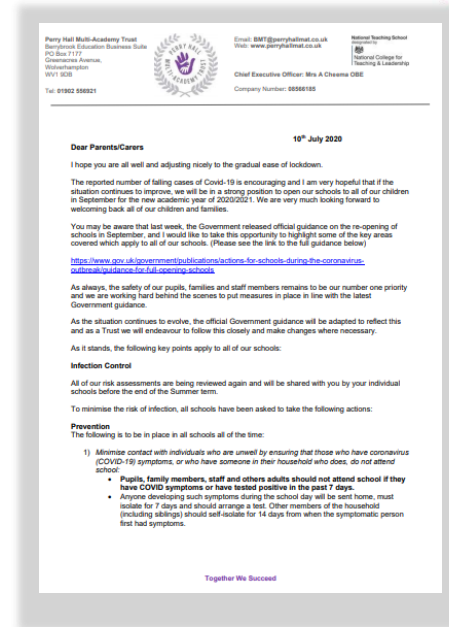 Perry Hall Multi-Academy Trust
Berrybrook Education Business Suite
PO Box 7177
Greenacres Avenue,
Wolverhampton
WV1 9DB
Tel: 01902 558921
PERRY HALL
MULTI-ACADEMY TRUST
Email: BMT@perryhallmat.co.uk
Web: www.perryhallmat.co.uk
Chief Executive Officer: Mrs A Cheema OBE
Company Number: 08566185
National Teaching School
designated by
National College for
Teaching & Leadership
10th July 2020
Dear Parents/Carers
I hope you are all well and adjusting nicely to the gradual ease of lockdown.
The reported number of falling cases of Covid-19 is encouraging and I am very hopeful that if the
situation continues to improve, we will be in a strong position to open our schools to all of our children
in September for the new academic year of 2020/2021. We are very much looking forward to
welcoming back all of our children and families.
You may be aware that last week, the Government released official guidance on the re-opening of
schools in September, and I would like to take this opportunity to highlight some of the key areas
covered which apply to all of our schools. (Please see the link to the full guidance below)
https://www.gov.uk/government/publications/actions-for-schools-during-the-coronavirus-
outbreak/guidance-for-full-opening-schools
As always, the safety of our pupils, families and staff members remains to be our number one priority
and we are working hard behind the scenes to put measures in place in line with the latest
Government guidance.
As the situation continues to evolve, the official Government guidance will be adapted to reflect this
and as a Trust we will endeavour to follow this closely and make changes where necessary.
As it stands, the following key points apply to all of our schools:
Infection Control
All of our risk assessments are being reviewed again and will be shared with you by your individual
schools before the end of the Summer term.
To minimise the risk of infection, all schools have been asked to take the following actions:
Prevention
The following is to be in place in all schools all of the time:
1) Minimise contact with individuals who are unwell by ensuring that those who have coronavirus
(COVID-19) symptoms, or who have someone in their household who does, do not attend
school:
• Pupils, family members, staff and others adults should not attend school if they
have COVID symptoms or have tested positive in the past 7 days.
• Anyone developing such symptoms during the school day will be sent home, must
isolate for 7 days and should arrange a test. Other members of the household
(including siblings) should self-isolate for 14 days from when the symptomatic person
first had symptoms.
Together We Succeed